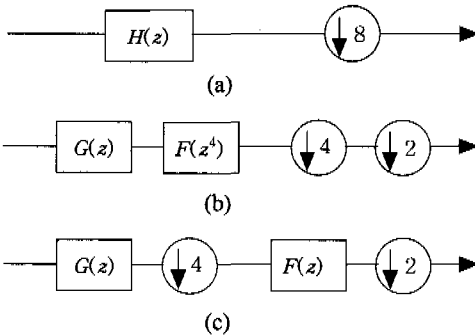 H(z) ↓ 8
(a)
G(z) F(z⁴) ↓ 4 ↓ 2
(b)
G(z) ↓ 4 F(z) ↓ 2
(c)